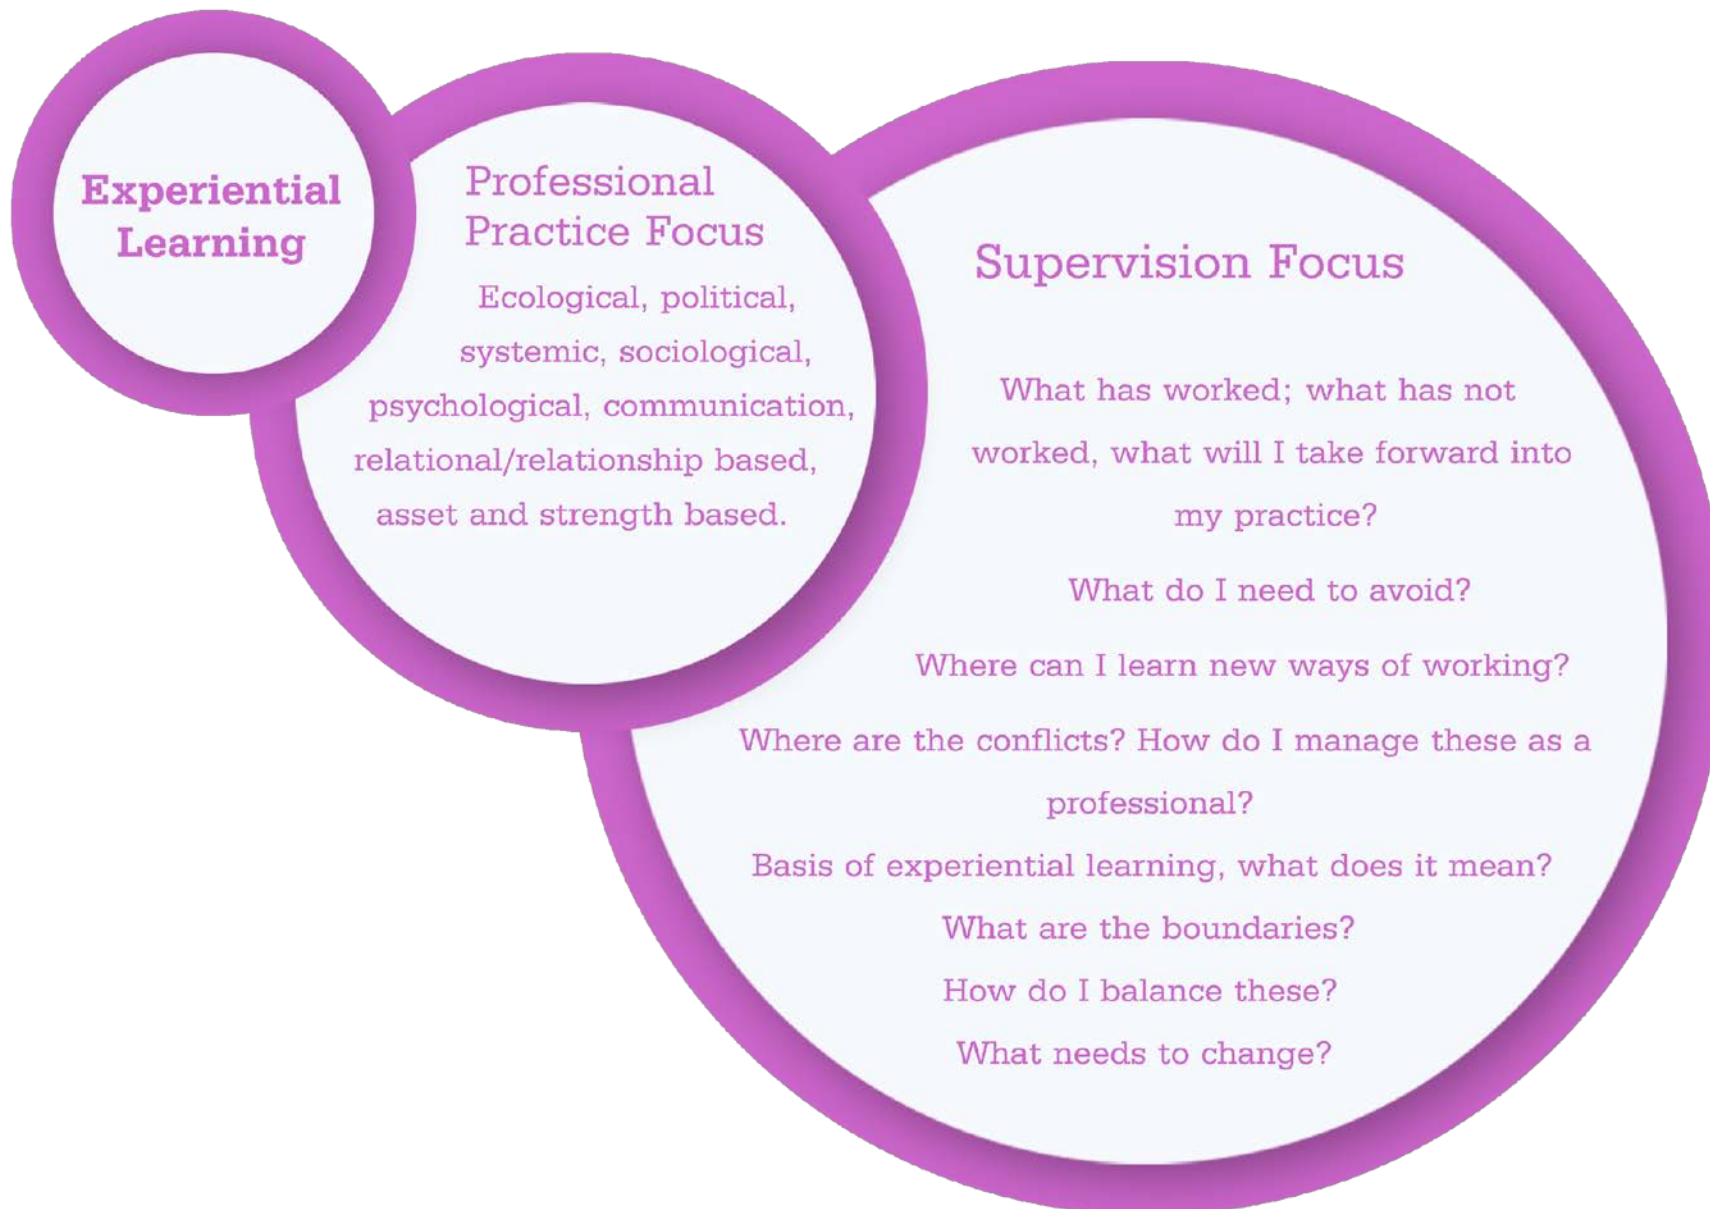 Experiential
Learning
Professional
Practice Focus
Ecological, political,
systemic, sociological,
psychological, communication,
relational/relationship based,
asset and strength based.
Supervision Focus
What has worked; what has not
worked, what will I take forward into
my practice?
What do I need to avoid?
Where can I learn new ways of working?
Where are the conflicts? How do I manage these as a
professional?
Basis of experiential learning, what does it mean?
What are the boundaries?
How do I balance these?
What needs to change?